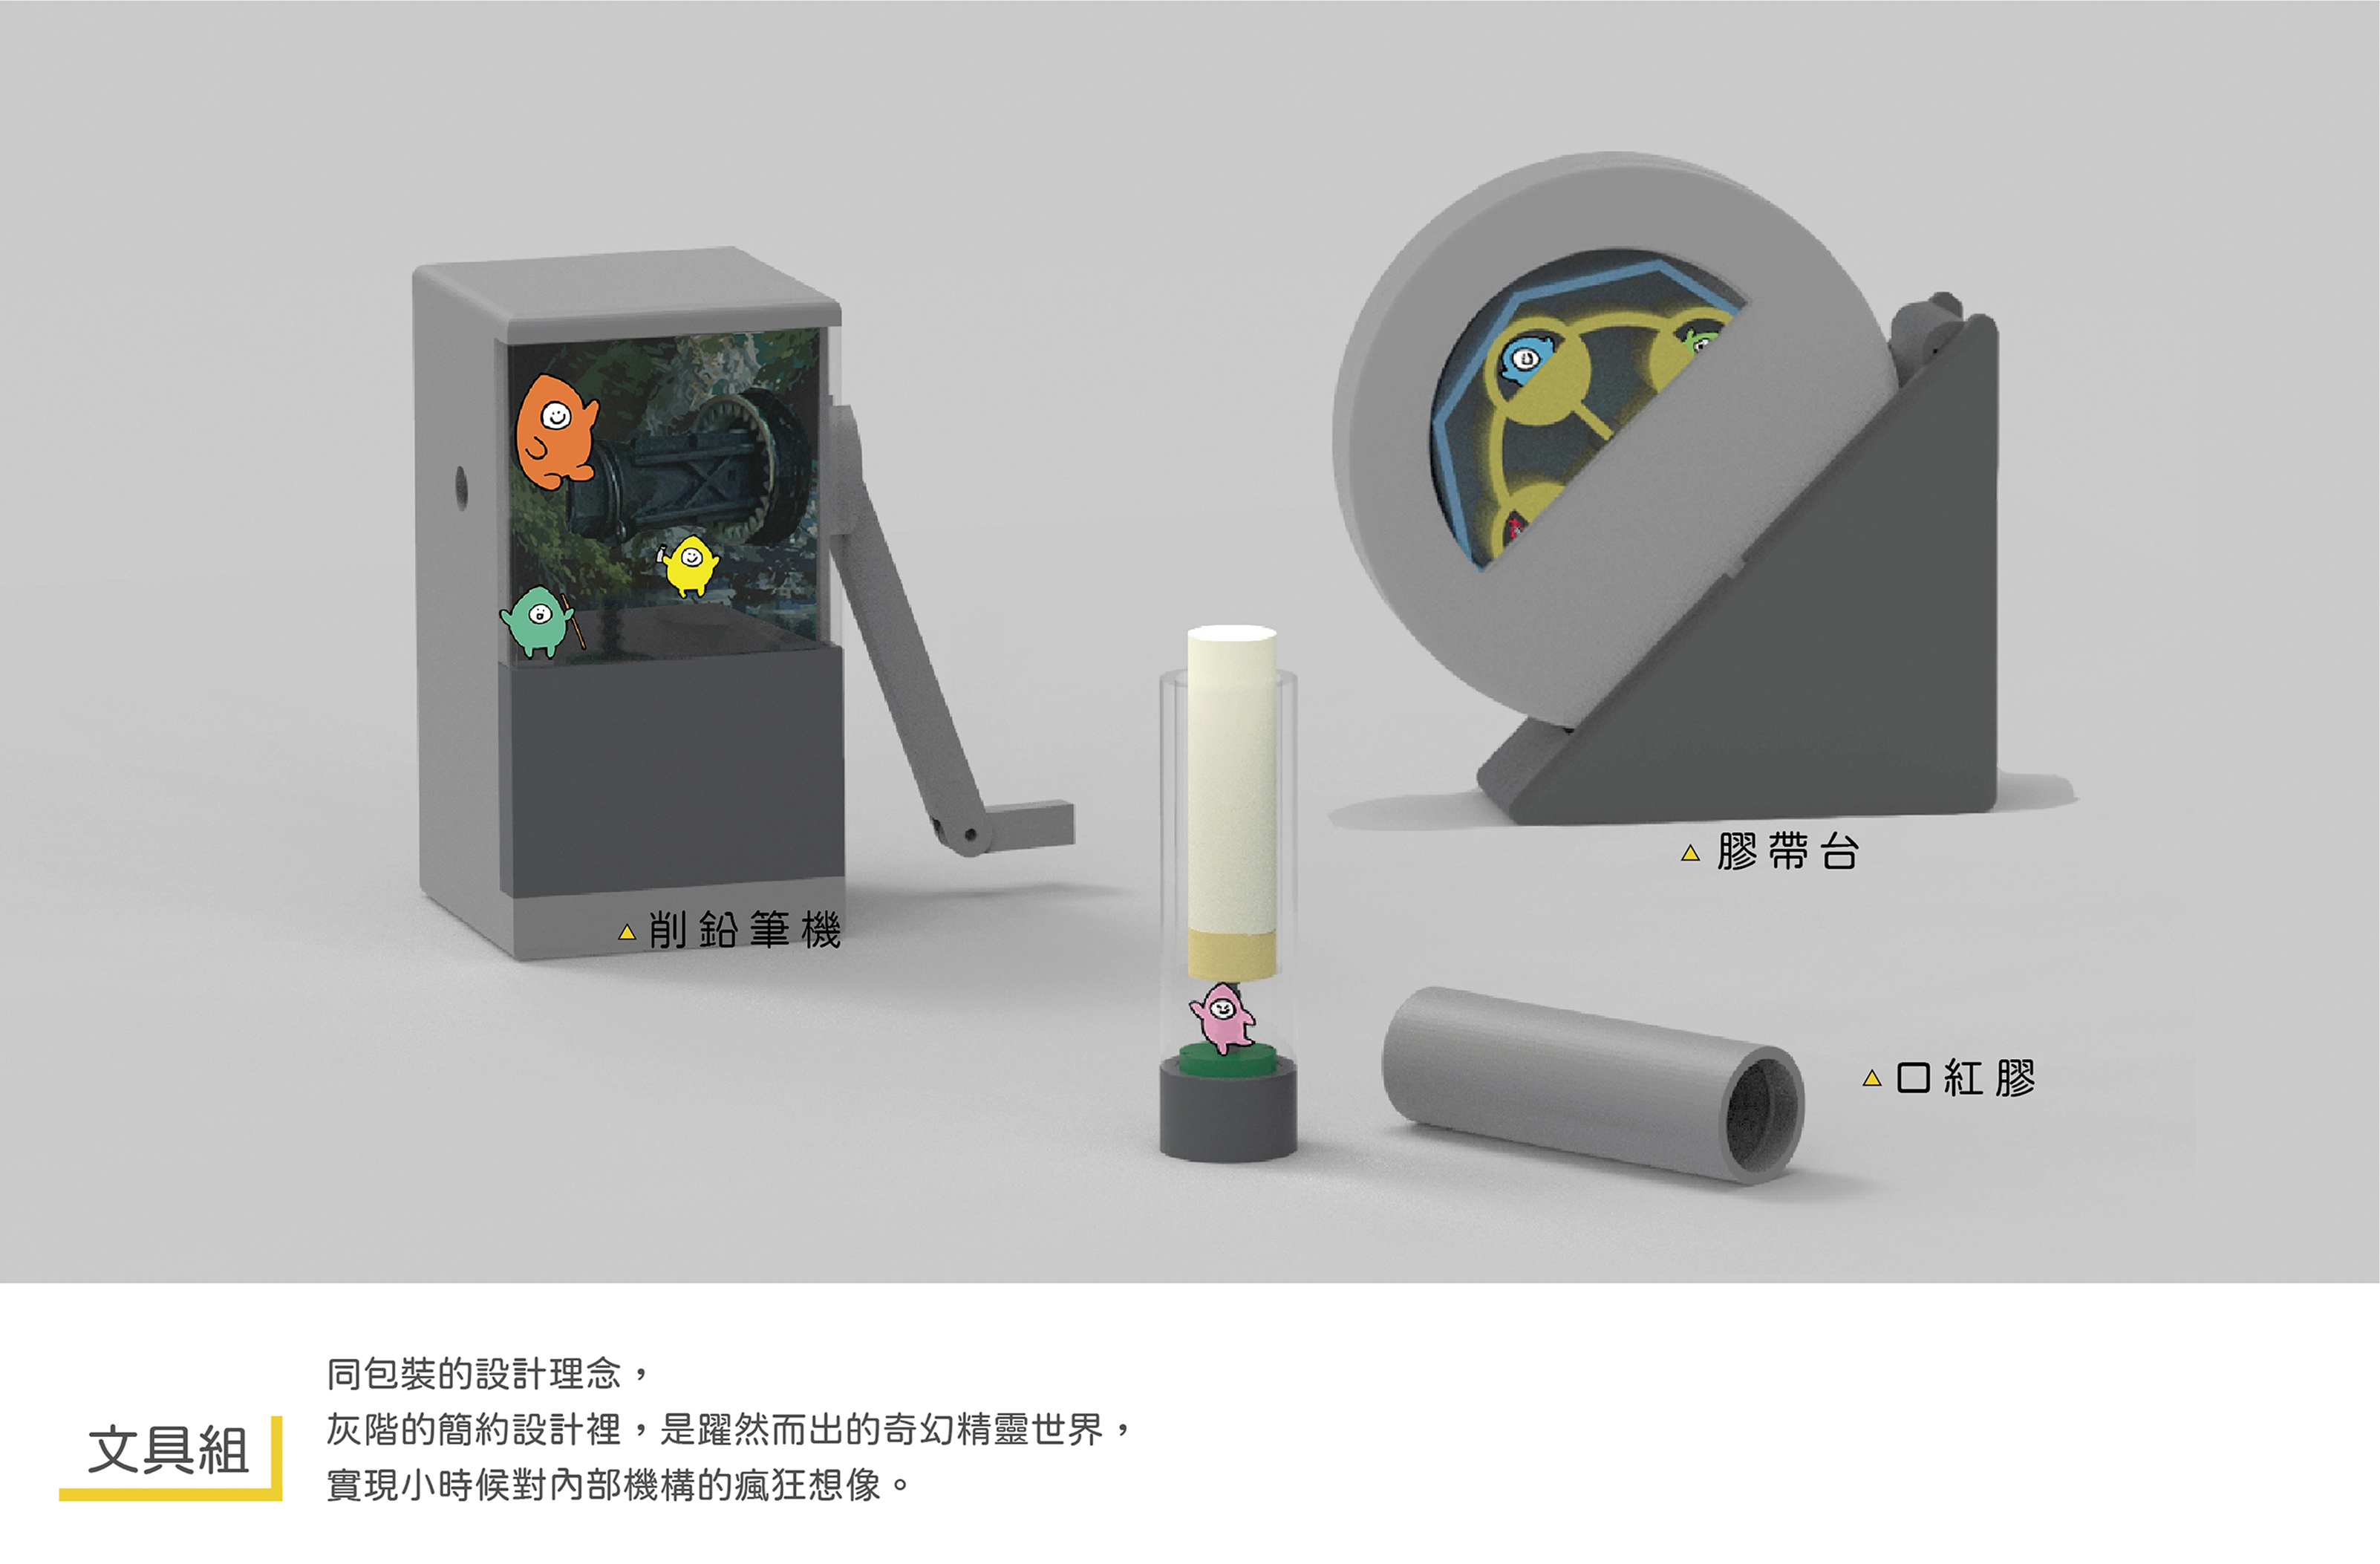 膠帶台
削鉛筆機
口紅膠
文具組
同包裝的設計理念，
灰階的簡約設計裡，是躍然而出的奇幻精靈世界，
實現小時候對內部機構的瘋狂想像。